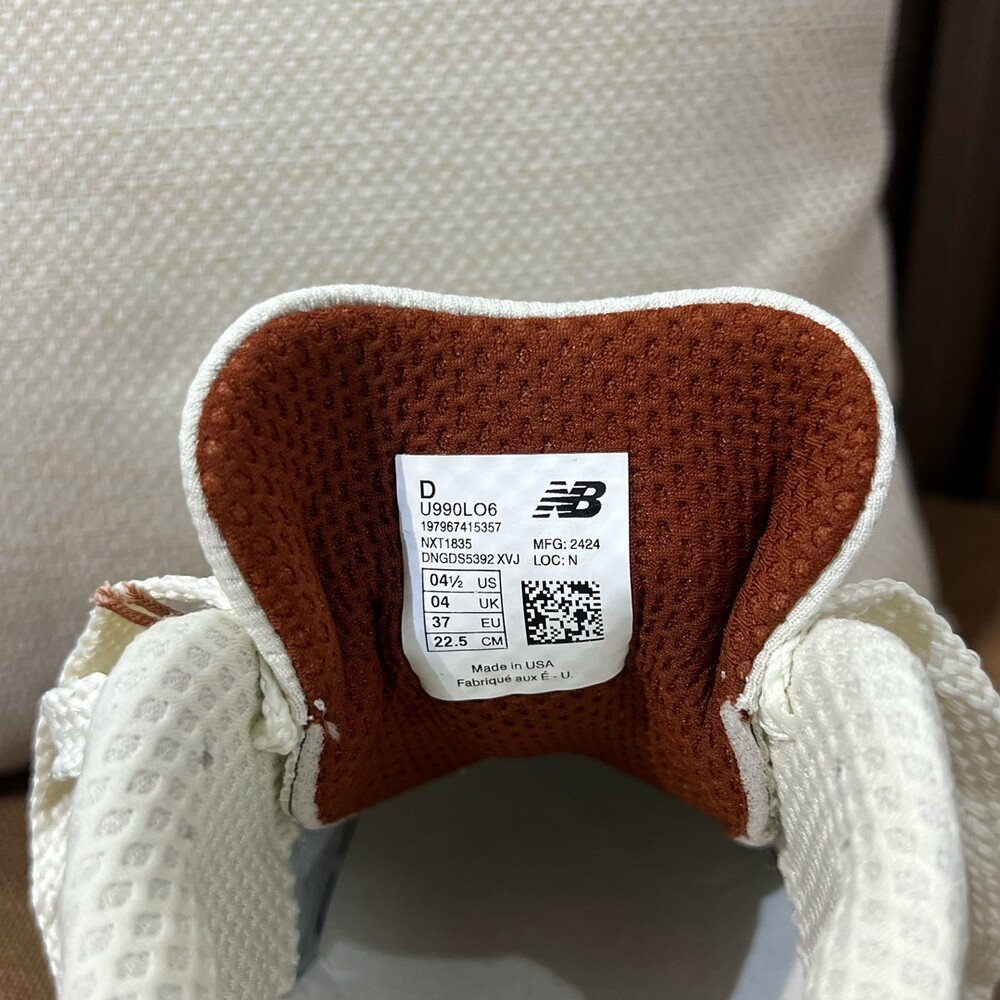 D
U990LO6
NB
197967415357
NXT1835 MFG: 2424
DNGDS5392 XVJ LOC: N
04½ US
04 UK
37 EU
22.5 CM
Made in USA
Fabriqué aux É - U.